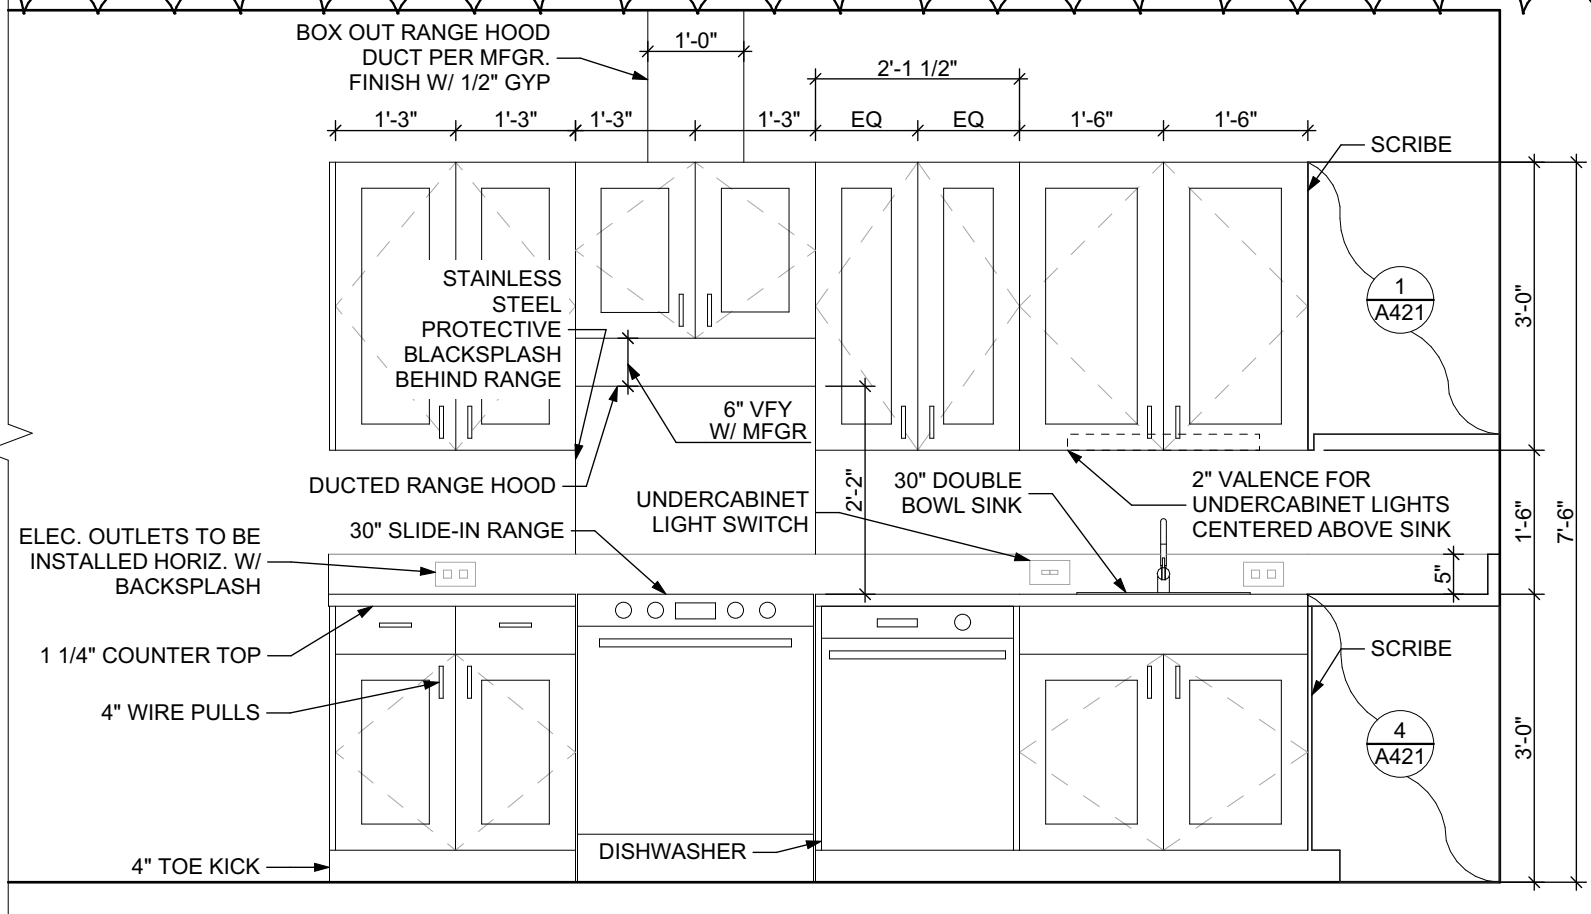 BOX OUT RANGE HOOD
DUCT PER MFGR.
FINISH W/ 1/2" GYP
1'-0"
2'-1 1/2"
1'-3"
1'-3"
1'-3"
1'-3"
EQ
EQ
1'-6"
1'-6"
SCRIBE
STAINLESS
STEEL
PROTECTIVE
BLACKSPLASH
BEHIND RANGE
1
A421
3'-0"
7'-6"
6" VFY
W/ MFGR
DUCTED RANGE HOOD
2'-2"
UNDERCABINET
LIGHT SWITCH
30" DOUBLE
BOWL SINK
2" VALENCE FOR
UNDERCABINET LIGHTS
CENTERED ABOVE SINK
1'-6"
ELEC. OUTLETS TO BE
INSTALLED HORIZ. W/
BACKSPLASH
30" SLIDE-IN RANGE
5"
1 1/4" COUNTER TOP
SCRIBE
4" WIRE PULLS
4
A421
3'-0"
4" TOE KICK
DISHWASHER